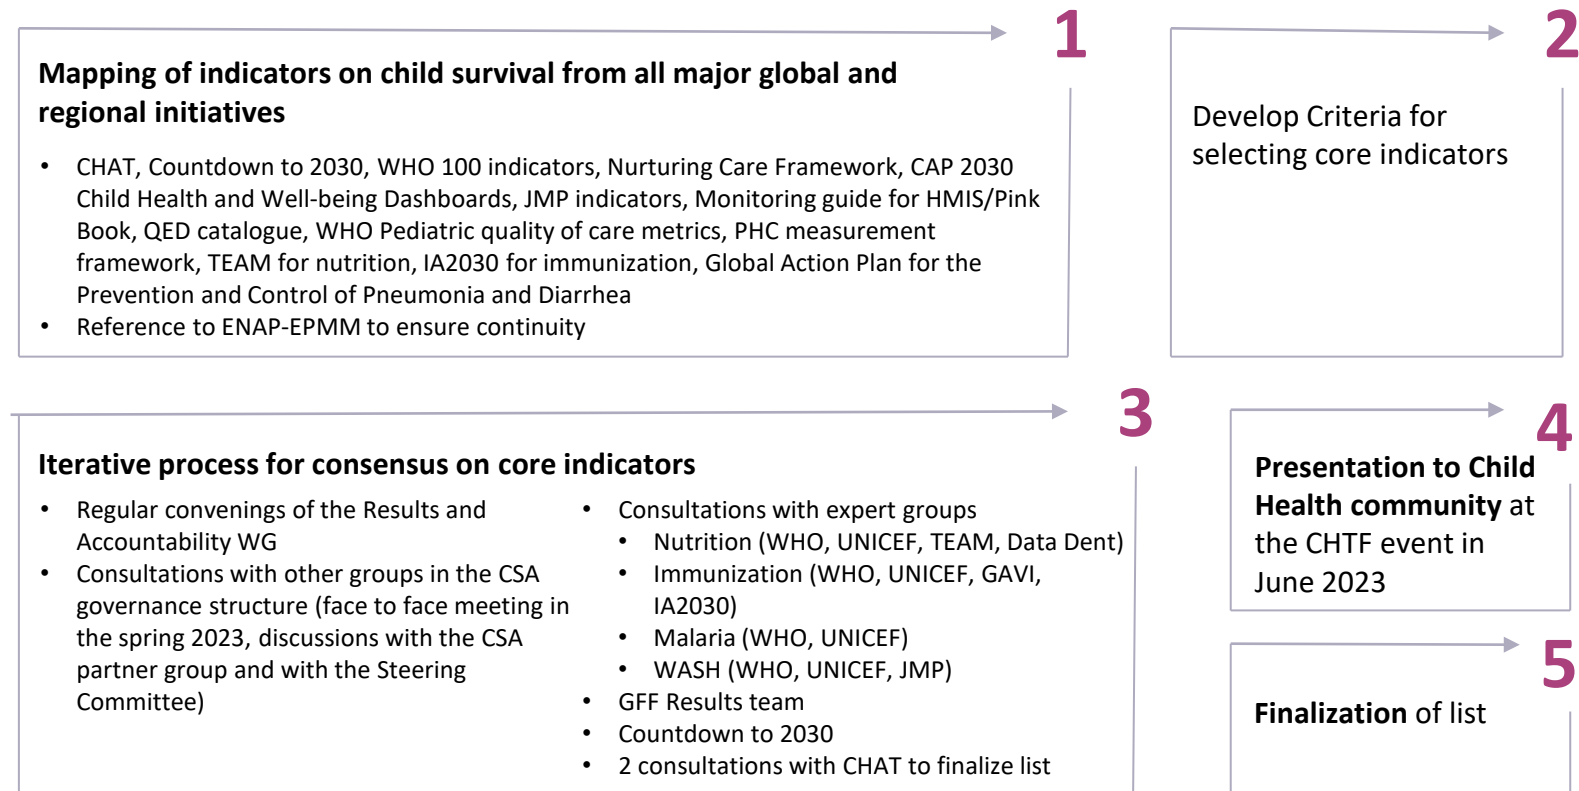 1
Mapping of indicators on child survival from all major global and
regional initiatives
• CHAT, Countdown to 2030, WHO 100 indicators, Nurturing Care Framework, CAP 2030
Child Health and Well-being Dashboards, JMP indicators, Monitoring guide for HMIS/Pink
Book, QED catalogue, WHO Pediatric quality of care metrics, PHC measurement
framework, TEAM for nutrition, IA2030 for immunization, Global Action Plan for the
Prevention and Control of Pneumonia and Diarrhea
• Reference to ENAP-EPMM to ensure continuity
2
Develop Criteria for
selecting core indicators
3
Iterative process for consensus on core indicators
• Regular convenings of the Results and
Accountability WG
• Consultations with other groups in the CSA
governance structure (face to face meeting in
the spring 2023, discussions with the CSA
partner group and with the Steering
Committee)
• Consultations with expert groups
• Nutrition (WHO, UNICEF, TEAM, Data Dent)
• Immunization (WHO, UNICEF, GAVI,
IA2030)
• Malaria (WHO, UNICEF)
• WASH (WHO, UNICEF, JMP)
• GFF Results team
• Countdown to 2030
• 2 consultations with CHAT to finalize list
4
Presentation to Child
Health community at
the CHTF event in
June 2023
5
Finalization of list